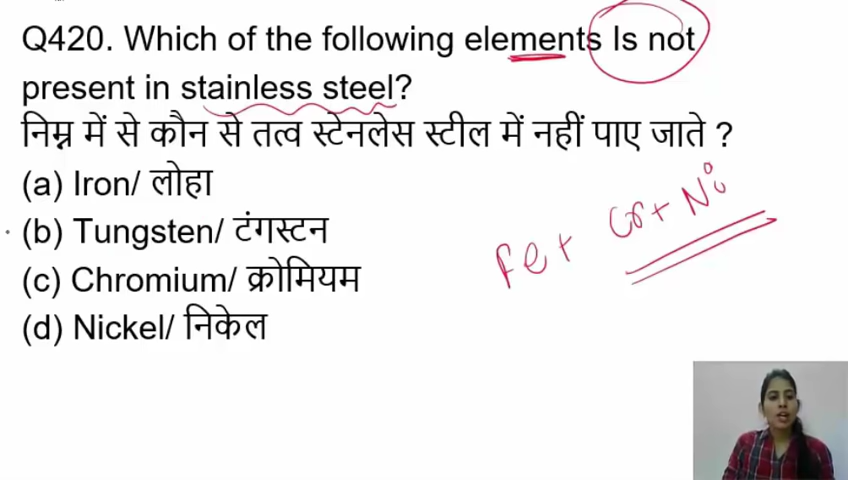 Q420. Which of the following elements Is not
present in stainless steel?
निम्न में से कौन से तत्व स्टेनलेस स्टील में नहीं पाए जाते ?
(a) Iron/ लोहा
(b) Tungsten/ टंगस्टन
(c) Chromium/ क्रोमियम
(d) Nickel/ निकेल
Fe + Cr + Ni